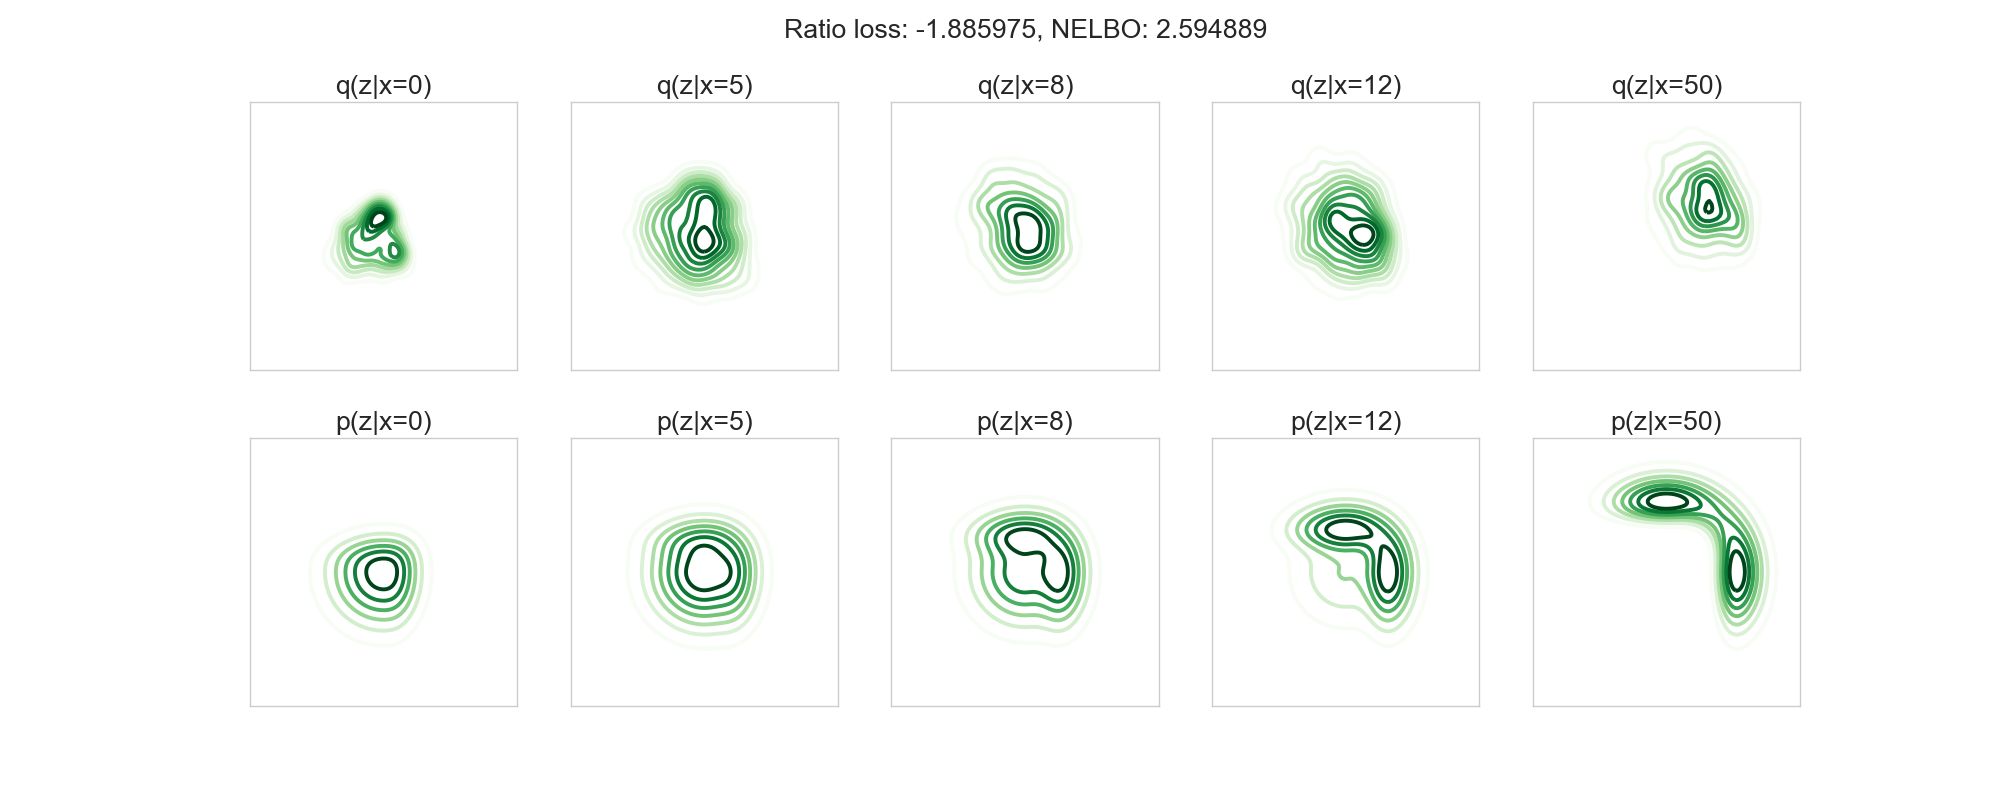 Ratio loss: -1.885975, NELBO: 2.594889
q(z|x=0) q(z|x=5) q(z|x=8) q(z|x=12) q(z|x=50)
p(z|x=0) p(z|x=5) p(z|x=8) p(z|x=12) p(z|x=50)